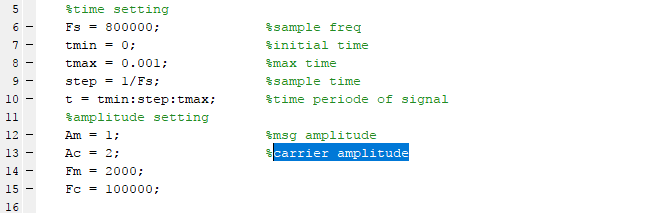 5 %time setting
6 - Fs = 800000; %sample freq
7 - tmin = 0; %initial time
8 - tmax = 0.001; %max time
9 - step = 1/Fs; %sample time
10 - t = tmin:step:tmax; %time periode of signal
11 %amplitude setting
12 - Am = 1; %msg amplitude
13 - Ac = 2; %carrier amplitude
14 - Fm = 2000;
15 - Fc = 100000;
16